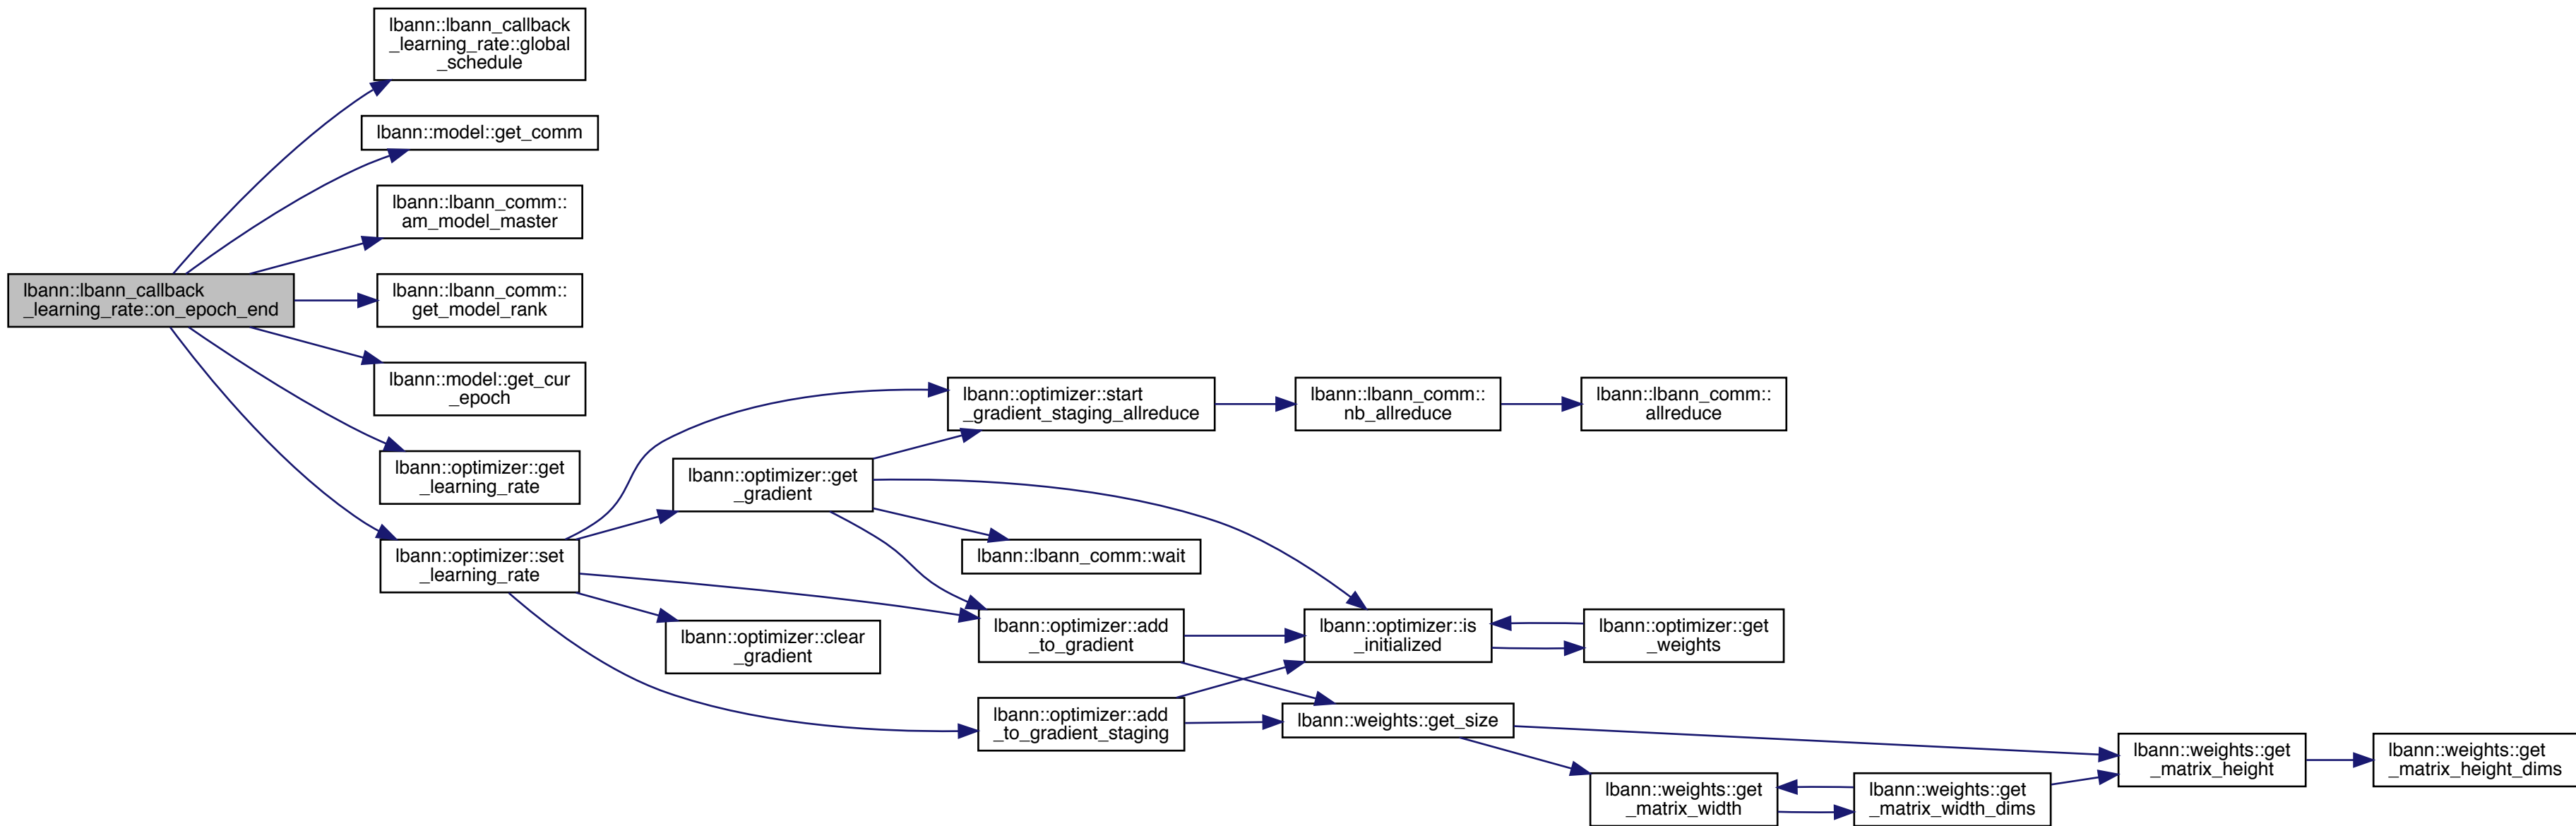 lbann::lbann_callback
_learning_rate::on_epoch_end
lbann::lbann_callback
_learning_rate::global
_schedule
lbann::model::get_comm
lbann::lbann_comm::
am_model_master
lbann::lbann_comm::
get_model_rank
lbann::model::get_cur
_epoch
lbann::optimizer::get
_learning_rate
lbann::optimizer::set
_learning_rate
lbann::optimizer::get
_gradient
lbann::optimizer::clear
_gradient
lbann::optimizer::start
_gradient_staging_allreduce
lbann::lbann_comm::wait
lbann::optimizer::add
_to_gradient
lbann::optimizer::add
_to_gradient_staging
lbann::lbann_comm::
nb_allreduce
lbann::optimizer::is
_initialized
lbann::weights::get_size
lbann::lbann_comm::
allreduce
lbann::optimizer::get
_weights
lbann::weights::get
_matrix_width
lbann::weights::get
_matrix_width_dims
lbann::weights::get
_matrix_height
lbann::weights::get
_matrix_height_dims